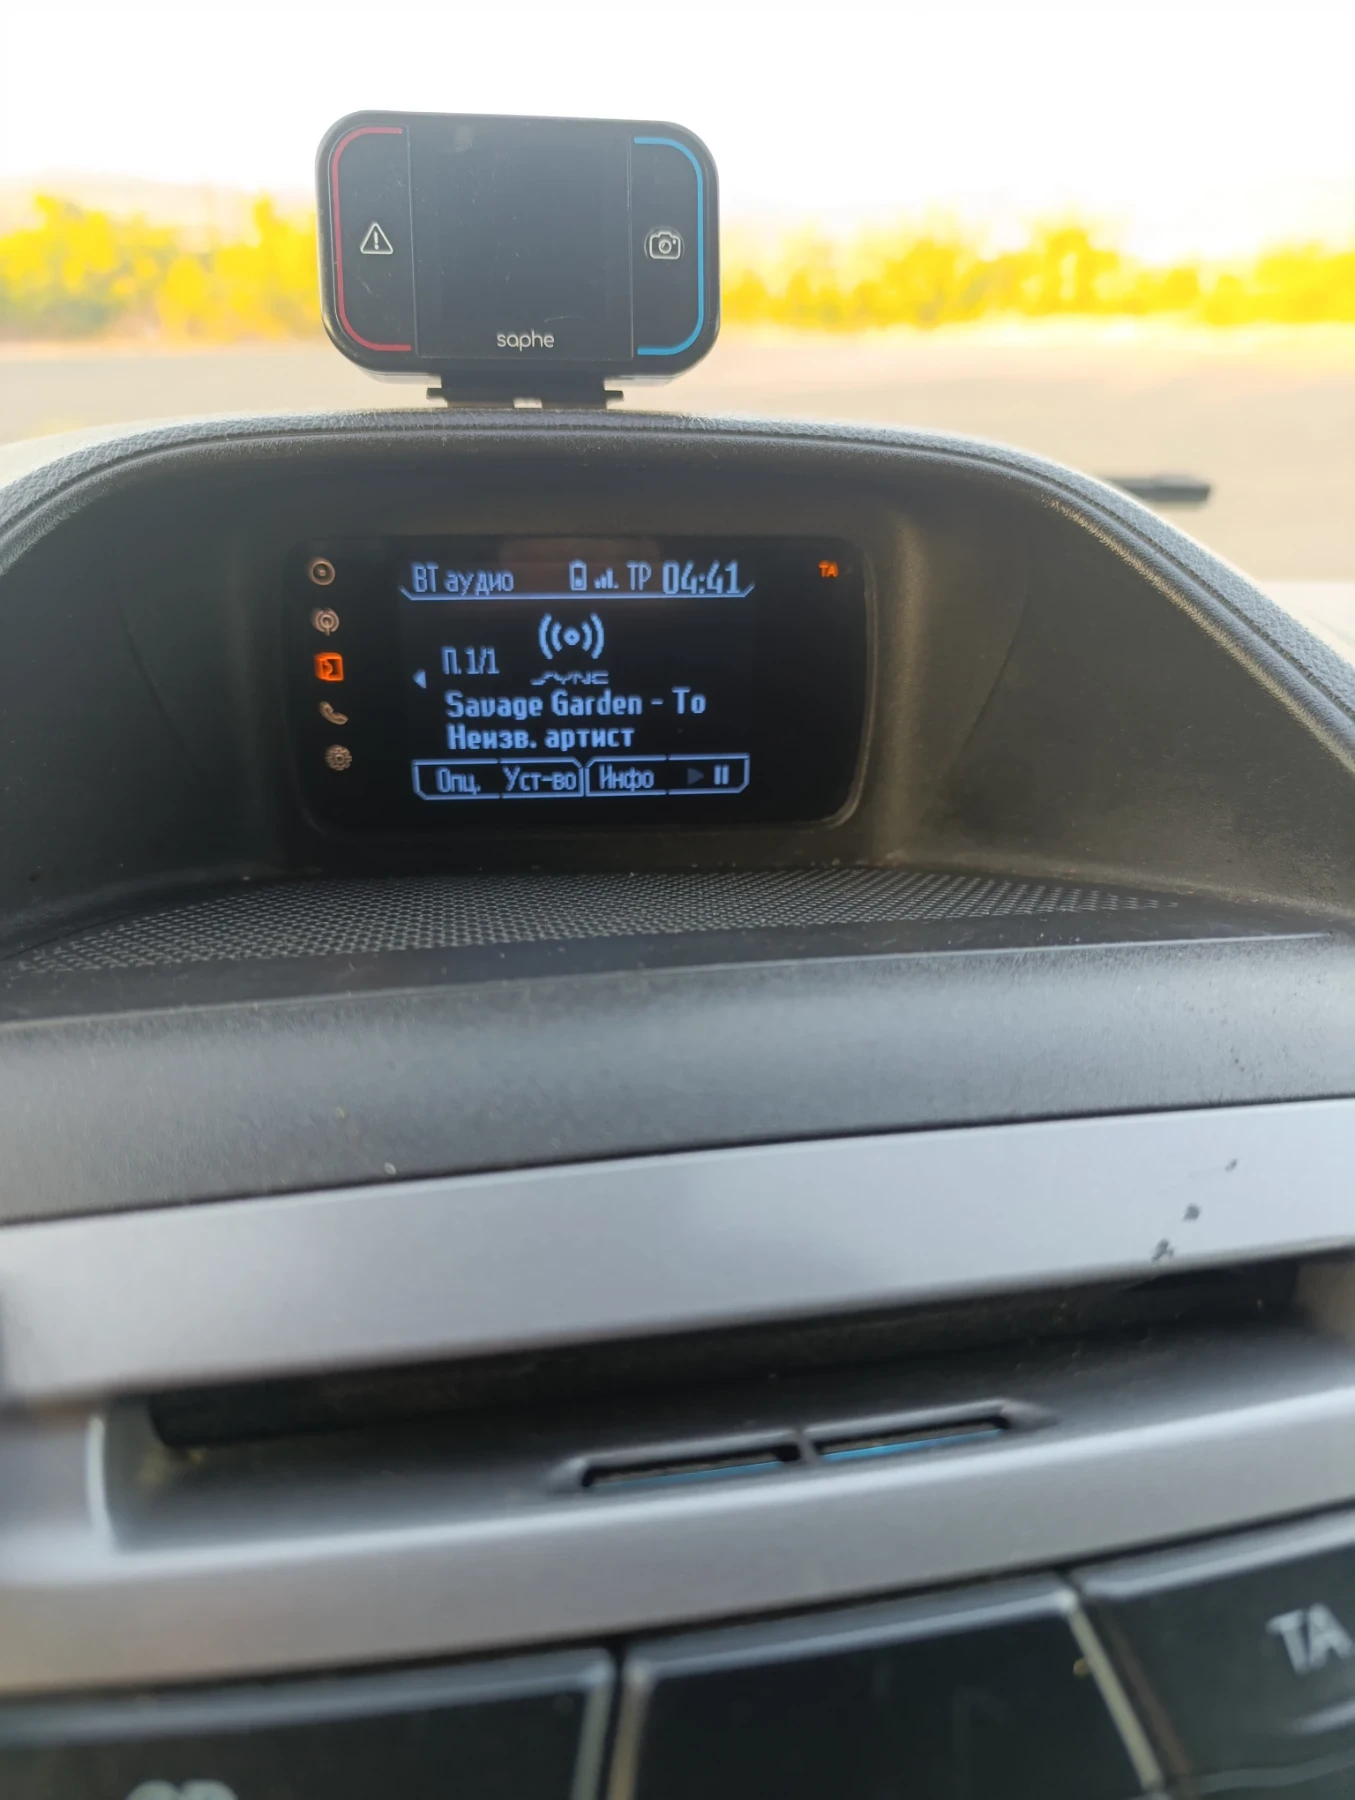 saphe
BT аудио TP 04:41
TA
П.1/1
SYNC
Savage Garden - To
Неизв. артист
Опц. Уст-во Инфо
TA